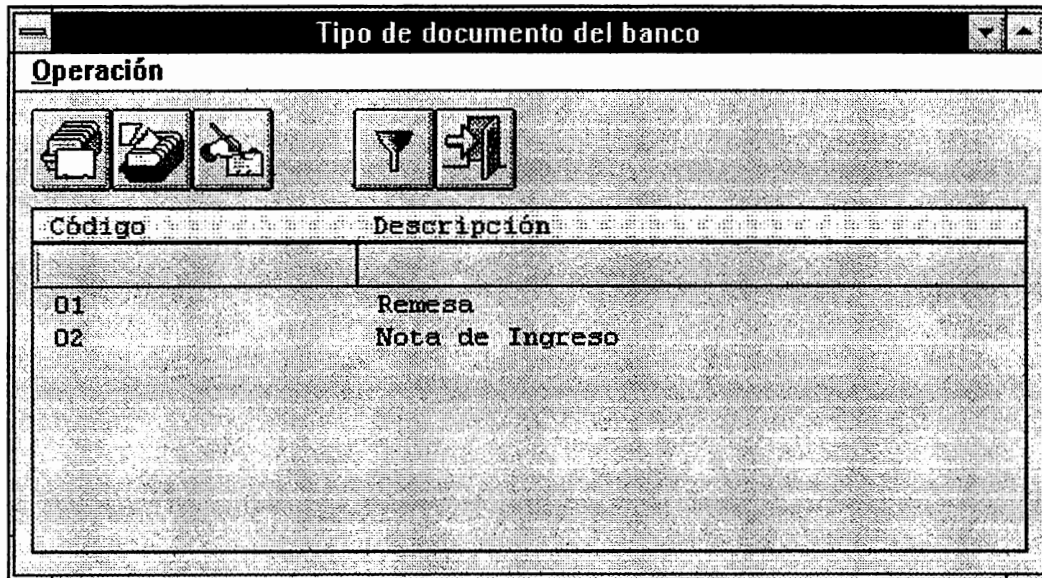 Tipo de documento del banco
Operación
Código Descripción
01 Remesa
02 Nota de Ingreso